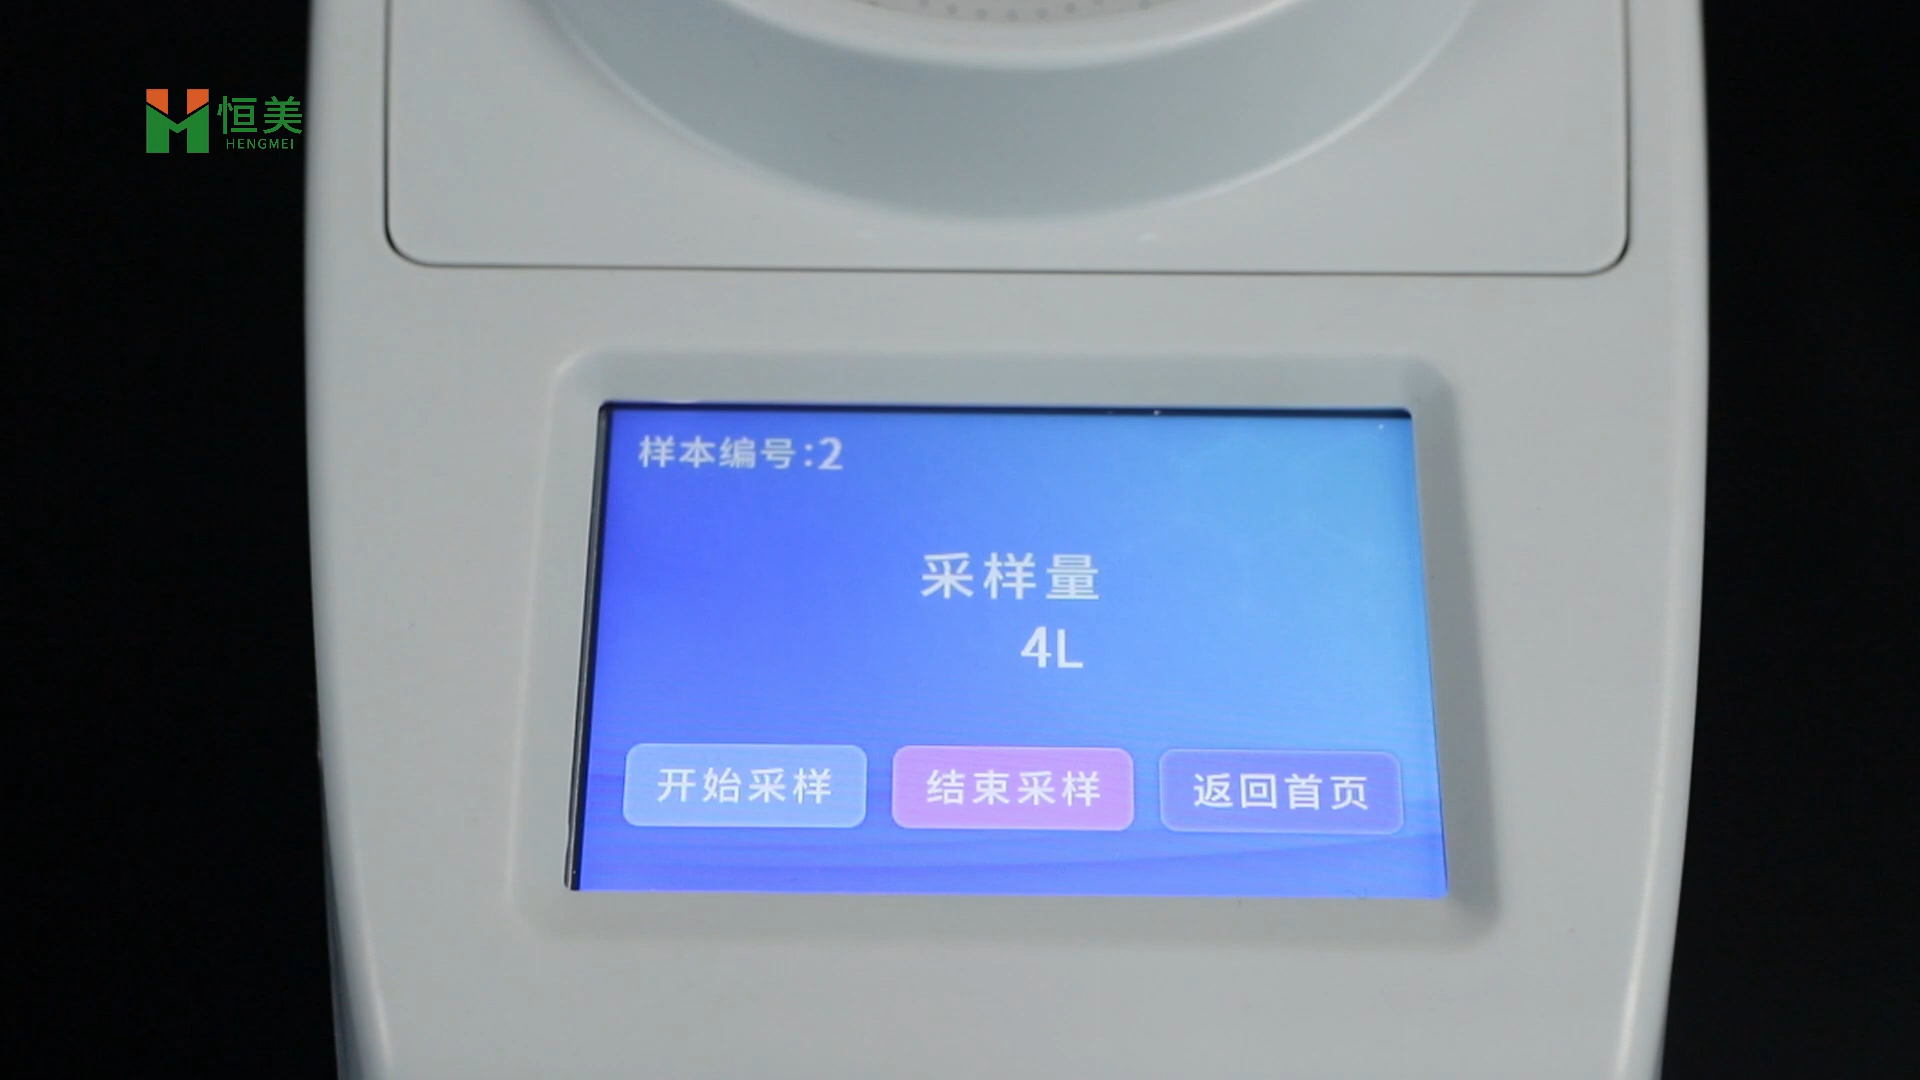 恒美
HENGMEI
样本编号:2
采样量
4L
开始采样 结束采样 返回首页